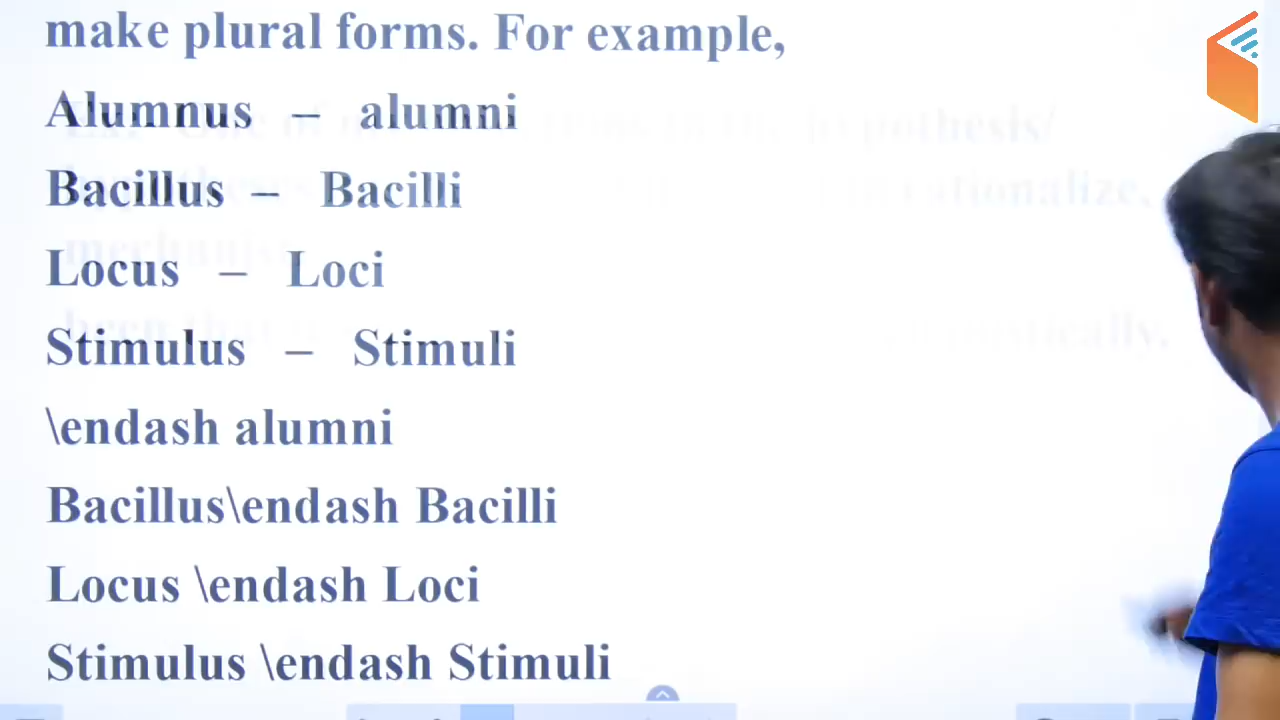 make plural forms. For example,
Alumnus – alumni
Bacillus – Bacilli
Locus – Loci
Stimulus – Stimuli
\endash alumni
Bacillus\endash Bacilli
Locus \endash Loci
Stimulus \endash Stimuli